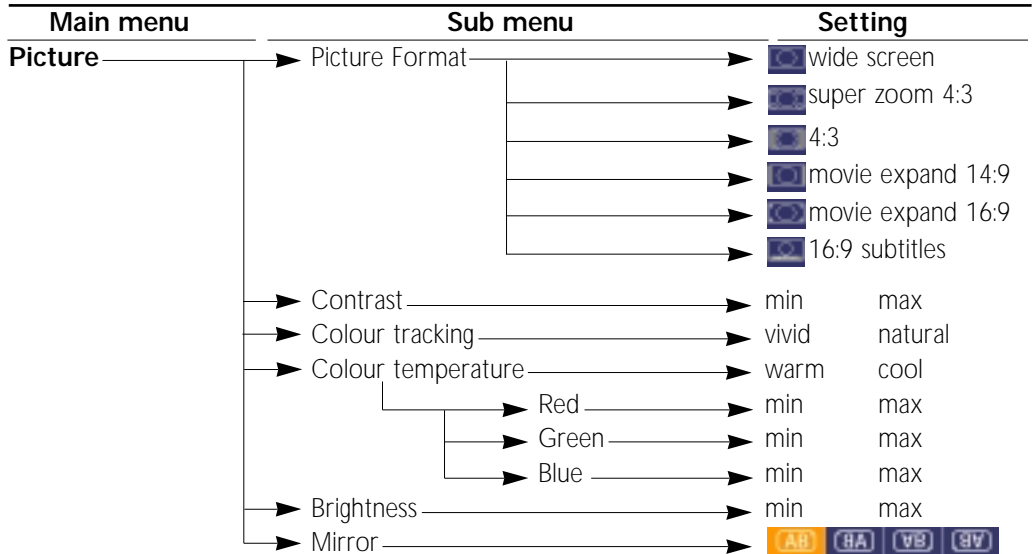 Main menu Sub menu Setting
Picture Picture Format wide screen
super zoom 4:3
4:3
movie expand 14:9
movie expand 16:9
16:9 subtitles
Contrast min max
Colour tracking vivid natural
Colour temperature warm cool
Red min max
Green min max
Blue min max
Brightness min max
Mirror